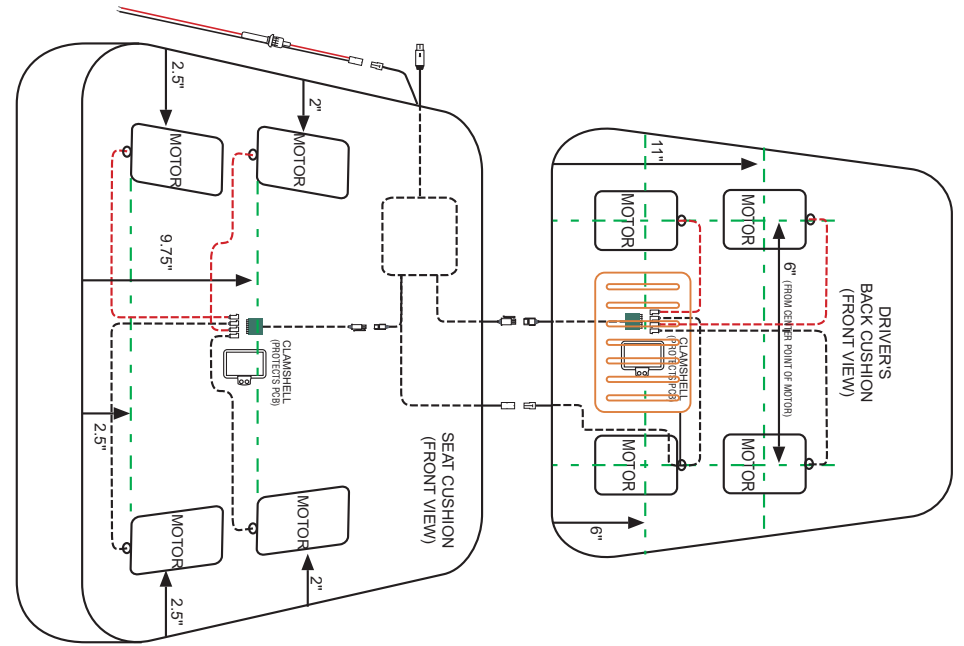 DRIVER'S
BACK CUSHION
(FRONT VIEW)
11"
6"
(FROM CENTER POINT OF MOTOR)
MOTOR
MOTOR
MOTOR
MOTOR
CLAMSHELL
(PROTECTS PCB)
6"
SEAT CUSHION
(FRONT VIEW)
2.5"
2"
MOTOR
MOTOR
9.75"
CLAMSHELL
(PROTECTS PCB)
2.5"
MOTOR
MOTOR
2.5"
2"